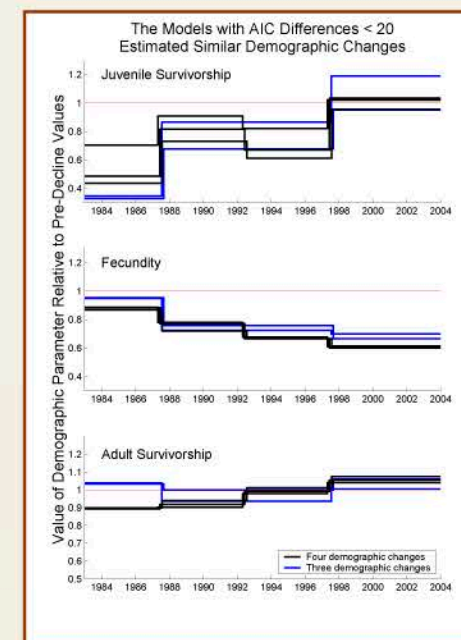 The Models with AIC Differences < 20
Estimated Similar Demographic Changes
Value of Demographic Parameter Relative to Pre-Decline Values
Juvenile Survivorship
1.2
1
0.8
0.6
0.4
1984 1986 1988 1990 1992 1994 1996 1998 2000 2002 2004
Fecundity
1.2
1
0.8
0.6
0.4
1984 1986 1988 1990 1992 1994 1996 1998 2000 2002 2004
Adult Survivorship
1.2
1.1
1
0.9
0.8
0.7
0.6
0.5
Four demographic changes
Three demographic changes
1984 1986 1988 1990 1992 1994 1996 1998 2000 2002 2004